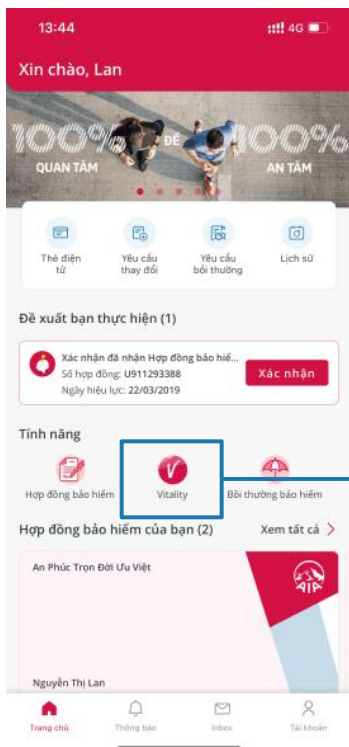 13:44
4G
Xin chào, Lan
100% ĐỂ 100%
QUAN TÂM AN TÂM
Thẻ điện tử
Yêu cầu thay đổi
Yêu cầu bồi thường
Lịch sử
Đề xuất bạn thực hiện (1)
Xác nhận đã nhận Hợp đồng bảo hiể...
Số hợp đồng: U911293388
Ngày hiệu lực: 22/03/2019
Xác nhận
Tính năng
Hợp đồng bảo hiểm
Vitality
Bồi thường bảo hiểm
Hợp đồng bảo hiểm của bạn (2)
Xem tất cả >
An Phúc Trọn Đời Ưu Việt
AIA
Nguyễn Thị Lan
Trang chủ
Thông báo
Inbox
Tài khoản